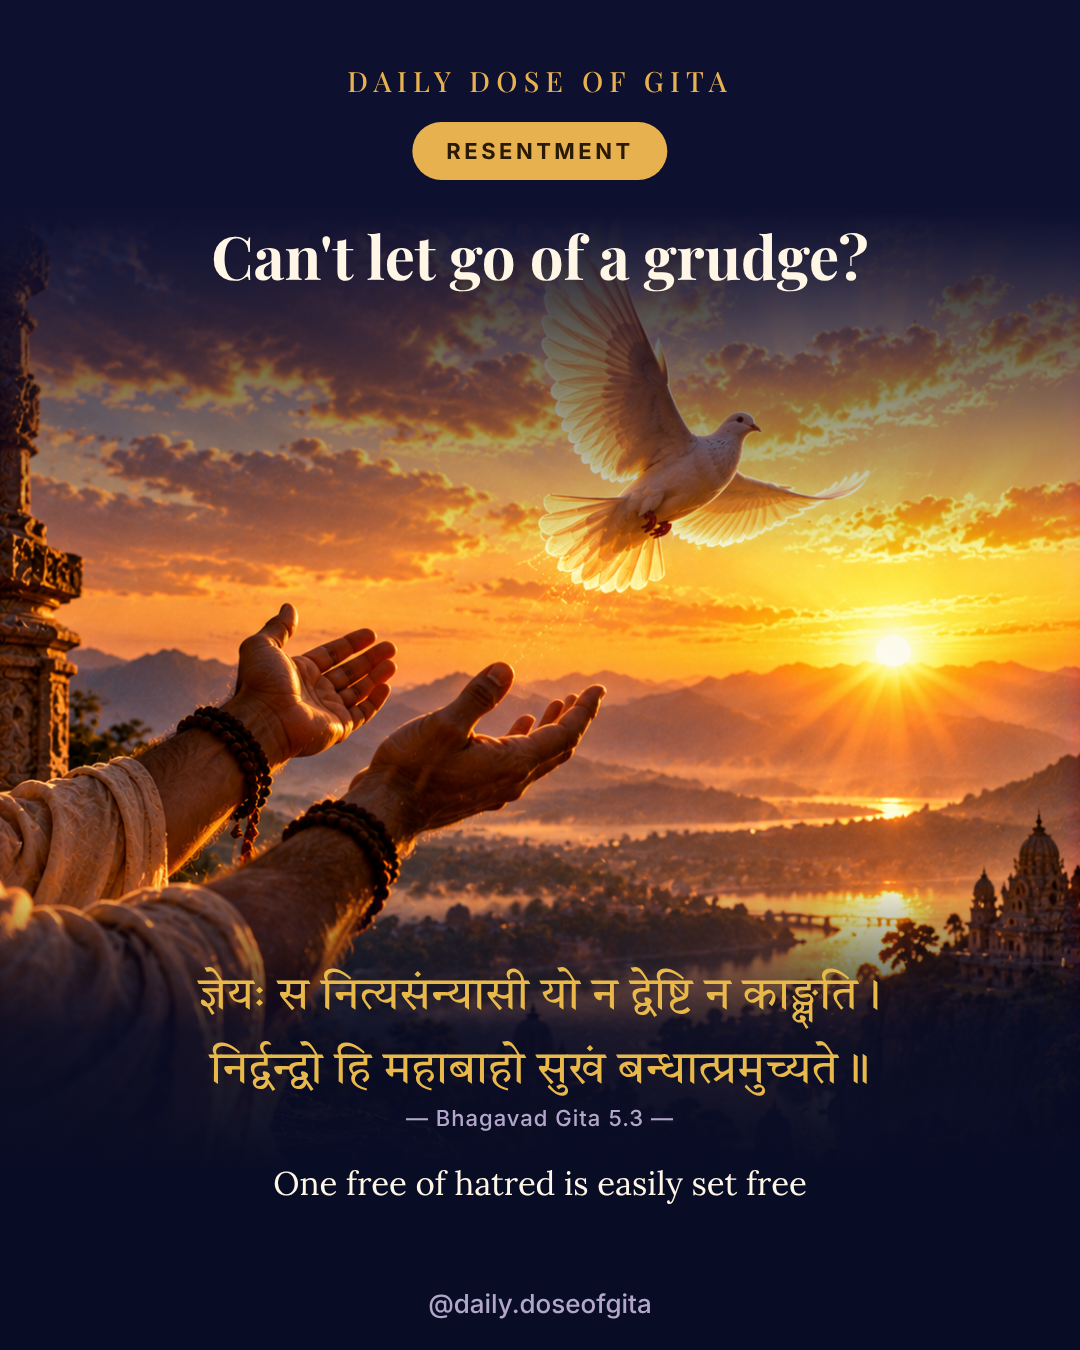 DAILY DOSE OF GITA
RESENTMENT
Can't let go of a grudge?
ज्ञेयः स नित्यसंन्यासी यो न द्वेष्टि न काङ्क्षति।
निर्द्वन्द्वो हि महाबाहो सुखं बन्धात्प्रमुच्यते॥
— Bhagavad Gita 5.3 —
One free of hatred is easily set free
@daily.doseofgita